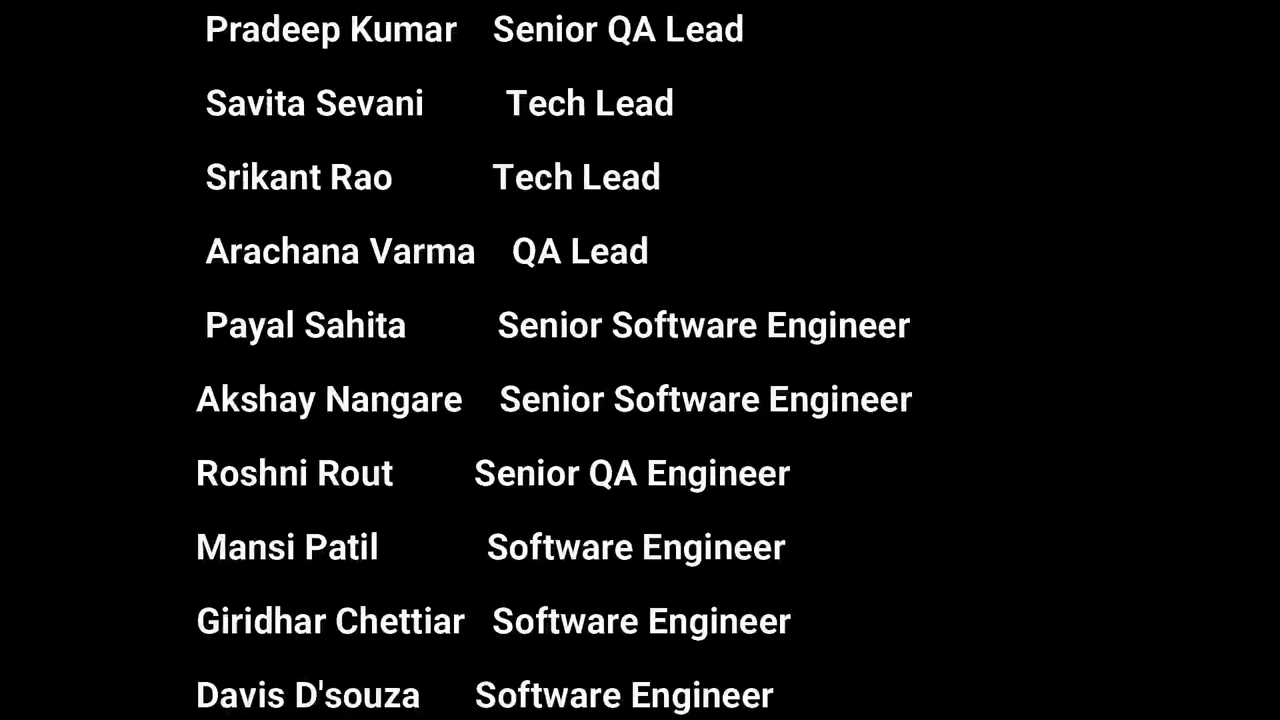 Pradeep Kumar Senior QA Lead
Savita Sevani Tech Lead
Srikant Rao Tech Lead
Arachana Varma QA Lead
Payal Sahita Senior Software Engineer
Akshay Nangare Senior Software Engineer
Roshni Rout Senior QA Engineer
Mansi Patil Software Engineer
Giridhar Chettiar Software Engineer
Davis D'souza Software Engineer